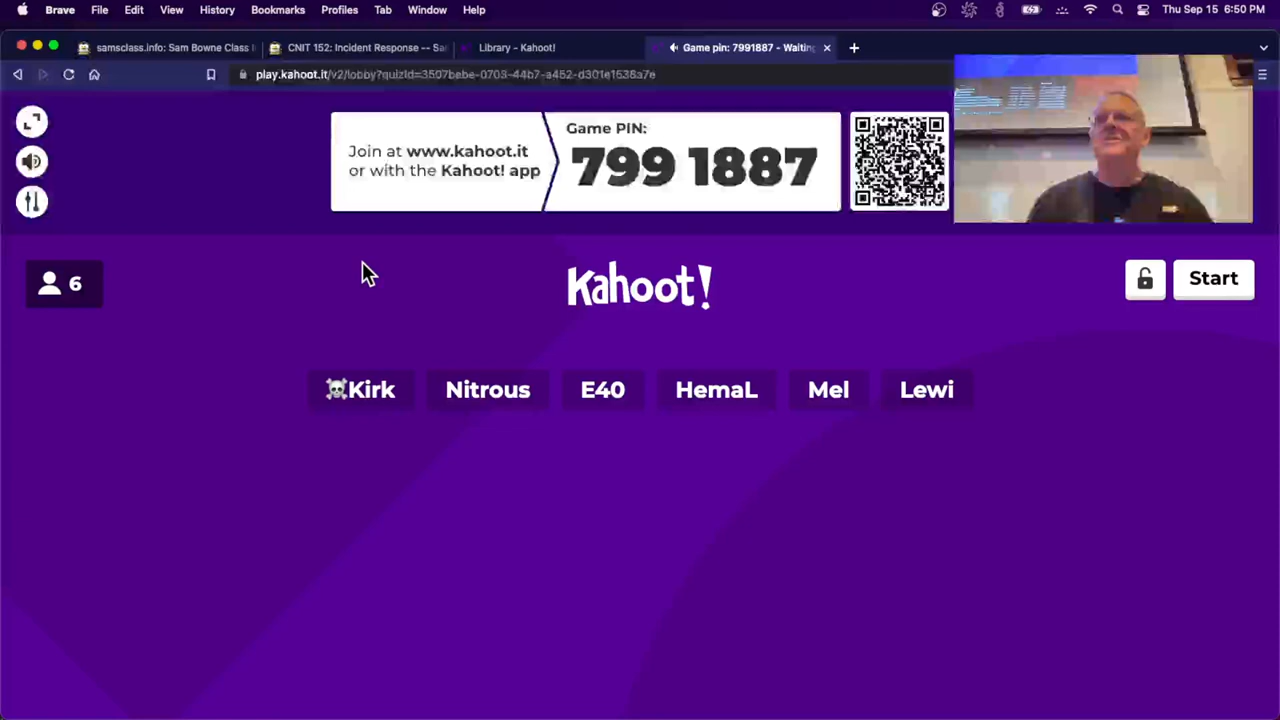 Brave File Edit View History Bookmarks Profiles Tab Window Help Thu Sep 15 6:50 PM
samsclass.info: Sam Bowne Class I CNIT 152: Incident Response -- Sa Library - Kahoot! Game pin: 7991887 - Waitin
play.kahoot.it/v2/lobby?quizId=3507bebe-0703-44b7-a452-d301e1638a7e
Join at www.kahoot.it
or with the Kahoot! app
Game PIN:
799 1887
6
Kahoot!
Start
☠Kirk Nitrous E40 HemaL Mel Lewi